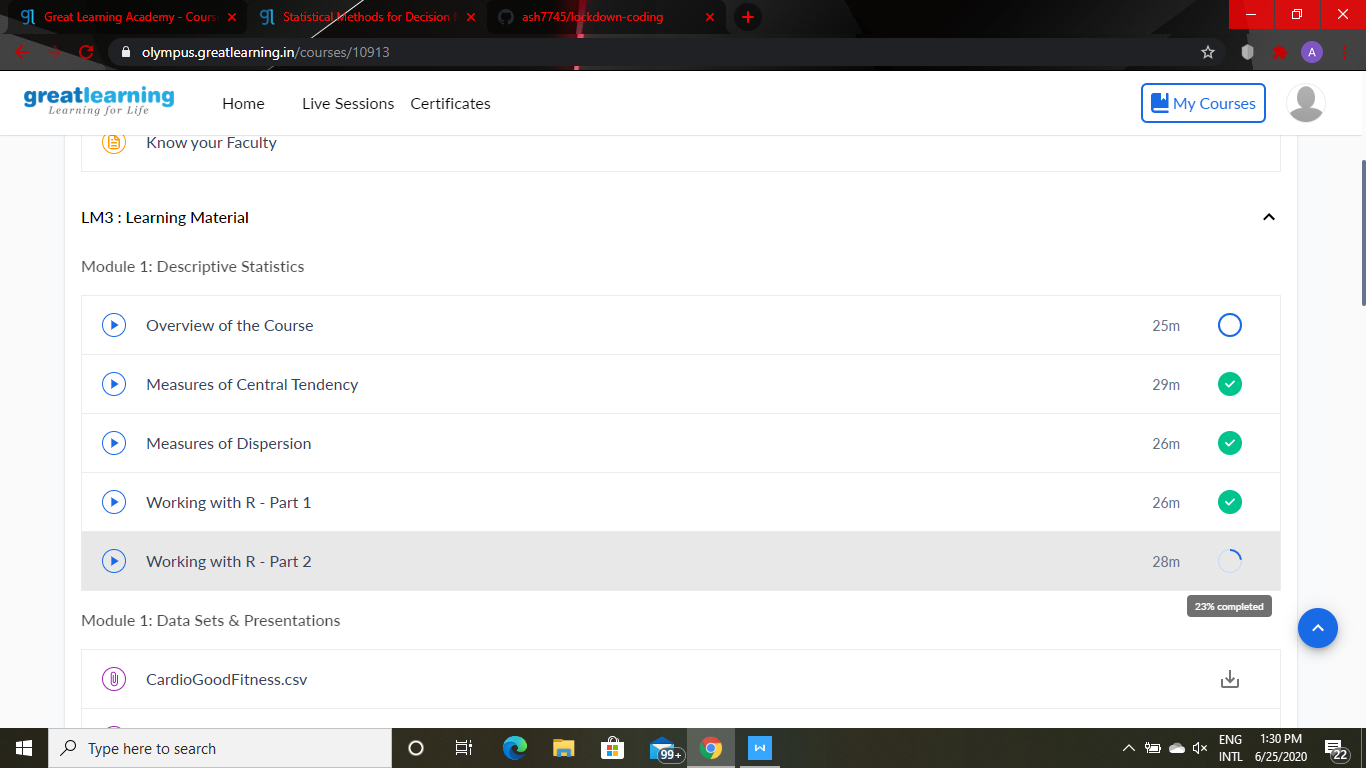 Great Learning Academy - Cours
Statistical Methods for Decision
ash7745/lockdown-coding
olympus.greatlearning.in/courses/10913
A
greatlearning
Learning for Life
Home
Live Sessions
Certificates
My Courses
Know your Faculty
LM3 : Learning Material
Module 1: Descriptive Statistics
Overview of the Course
25m
Measures of Central Tendency
29m
Measures of Dispersion
26m
Working with R - Part 1
26m
Working with R - Part 2
28m
23% completed
Module 1: Data Sets & Presentations
CardioGoodFitness.csv
Type here to search
99+
ENG
INTL
1:30 PM
6/25/2020
22